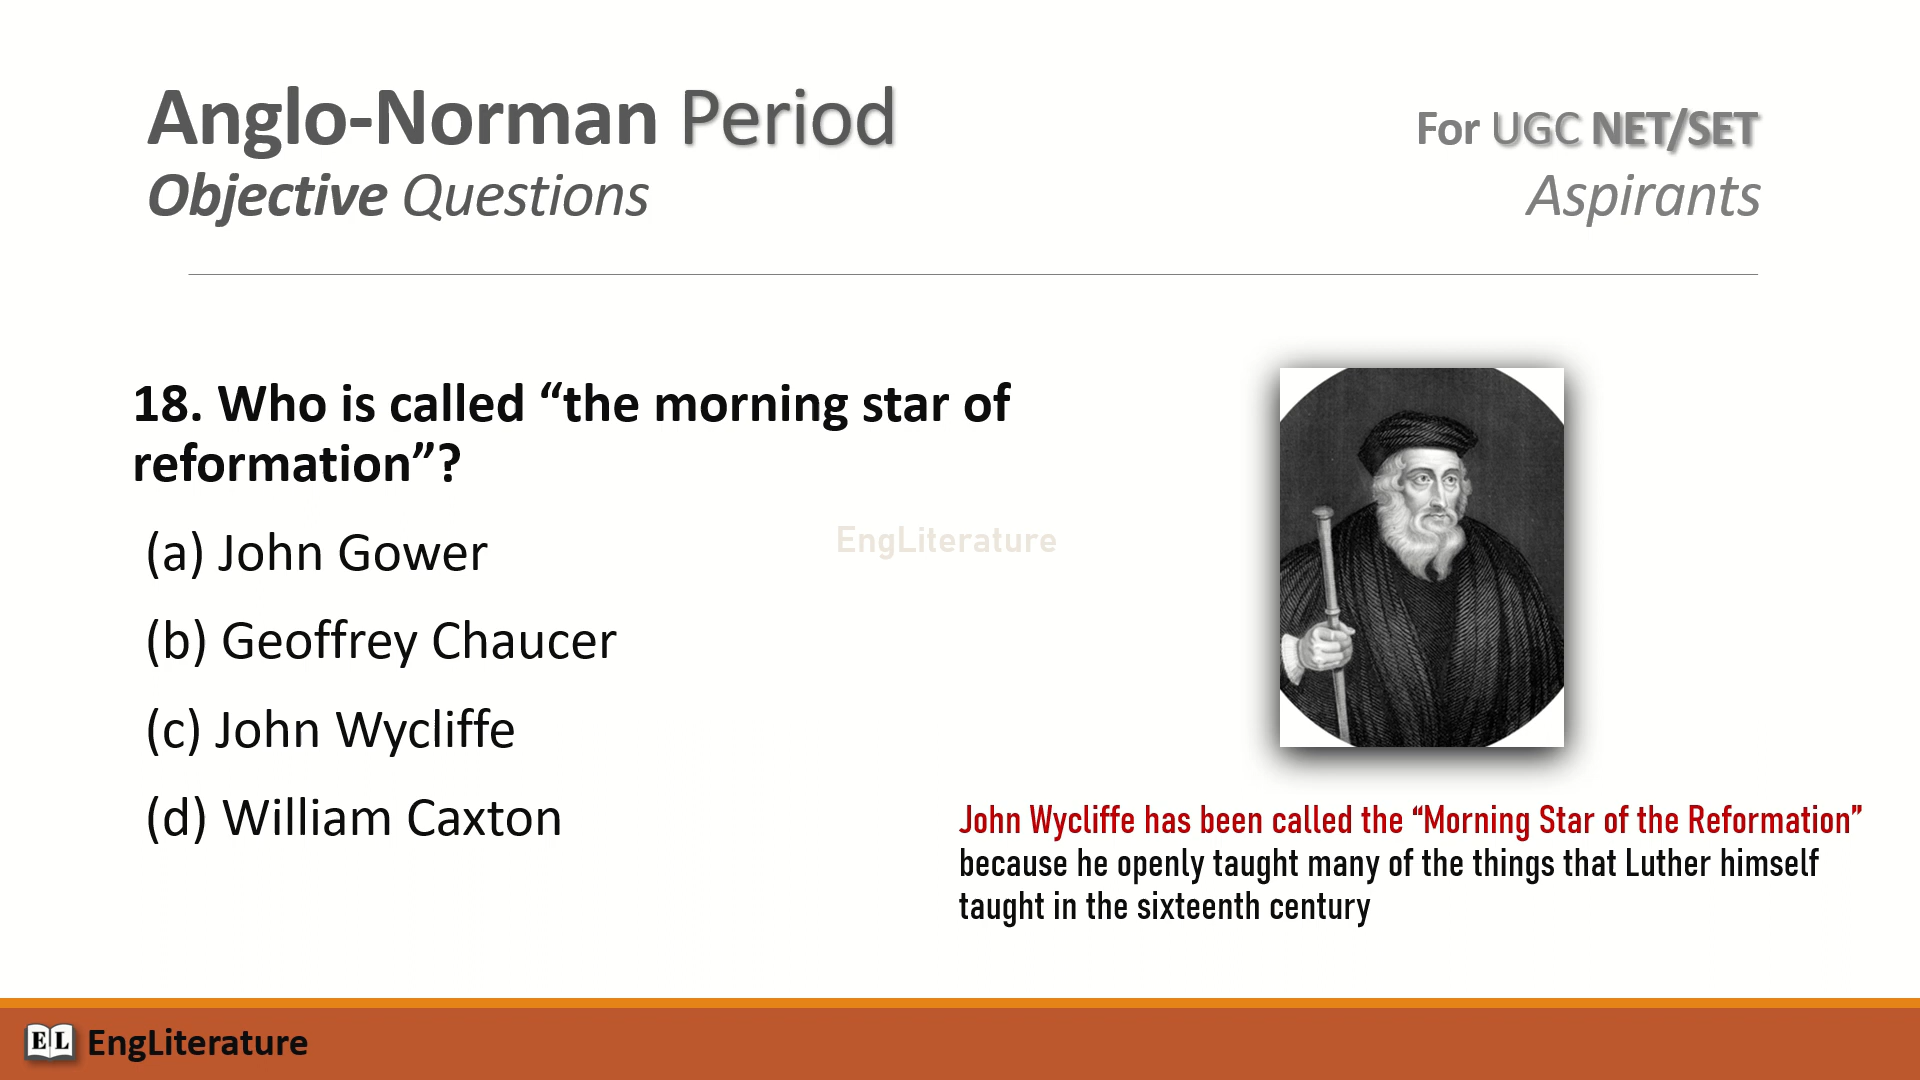 Anglo-Norman Period
Objective Questions
For UGC NET/SET
Aspirants
18. Who is called “the morning star of
reformation”?
(a) John Gower
(b) Geoffrey Chaucer
(c) John Wycliffe
(d) William Caxton
EngLiterature
John Wycliffe has been called the “Morning Star of the Reformation”
because he openly taught many of the things that Luther himself
taught in the sixteenth century
EL EngLiterature